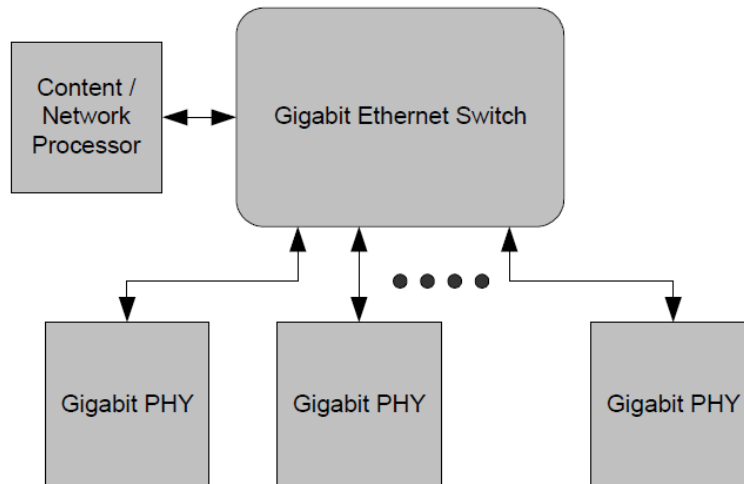 Content /
Network
Processor
Gigabit Ethernet Switch
Gigabit PHY
Gigabit PHY
Gigabit PHY